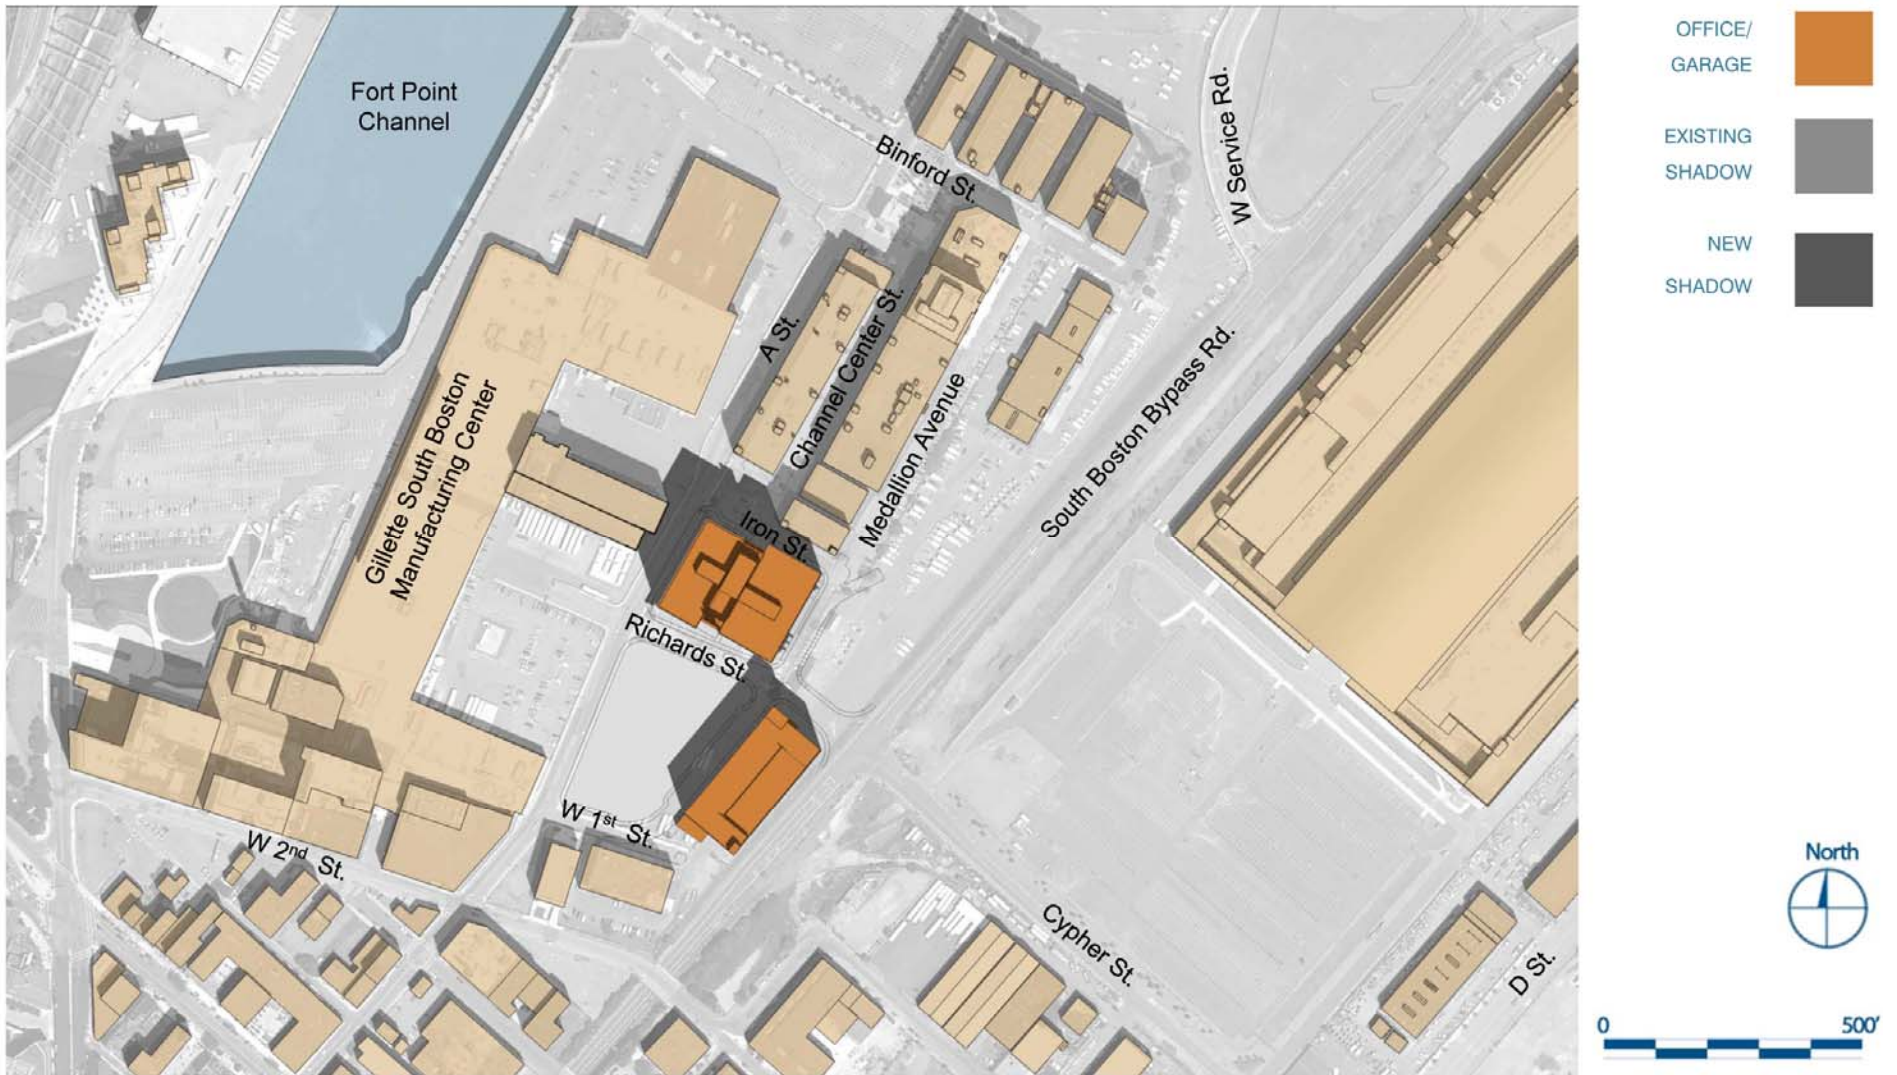 Fort Point
Channel
Binford St.
W Service Rd.
A St.
Channel Center St.
Medallion Avenue
South Boston Bypass Rd.
Gillette South Boston
Manufacturing Center
Iron St.
Richards St.
W 1st St.
W 2nd St.
Cypher St.
D St.
OFFICE/
GARAGE
EXISTING
SHADOW
NEW
SHADOW
North
0 500'